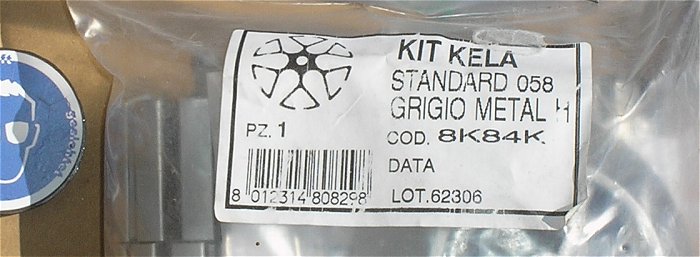 KIT KELA
STANDARD 058
GRIGIO METAL H
PZ. 1
COD. 8K84K.
DATA
8 012314 808298
LOT.62306